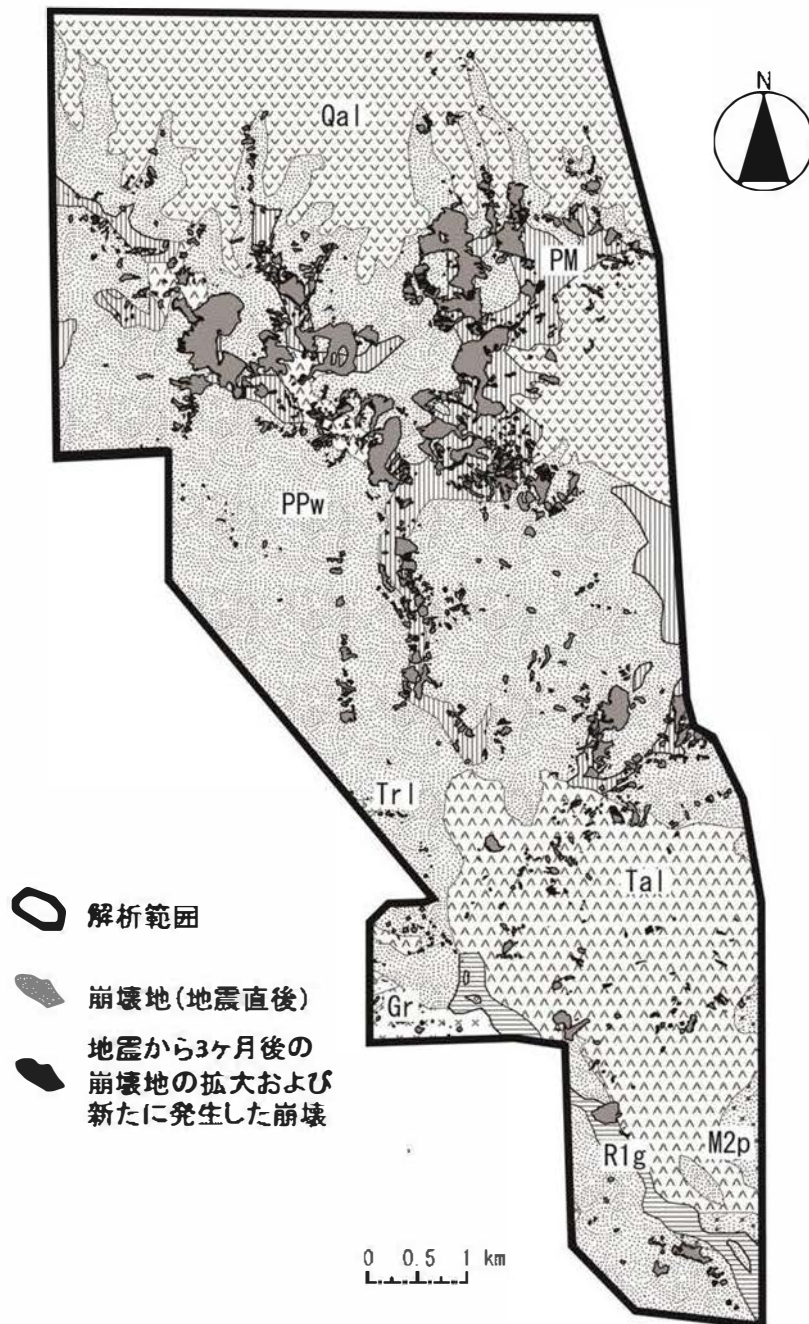 N
Qal
PM
PPw
Trl
Tal
Gr
R1g
M2p
解析範囲
崩壊地(地震直後)
地震から3ヶ月後の
崩壊地の拡大および
新たに発生した崩壊
0 0.5 1 km